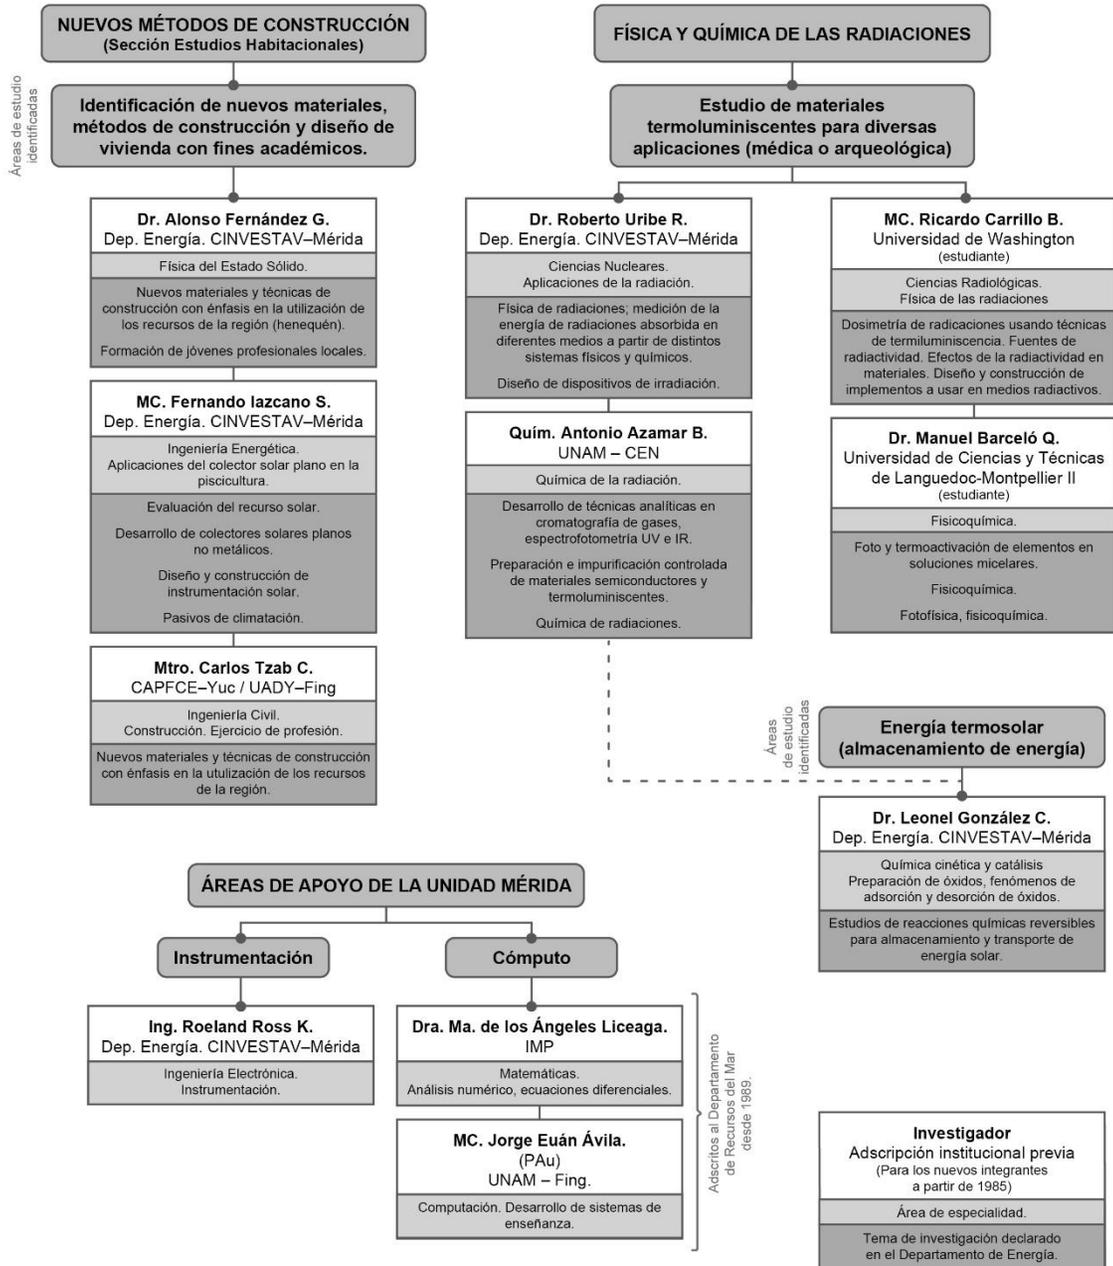 NUEVOS MÉTODOS DE CONSTRUCCIÓN
(Sección Estudios Habitacionales)
Áreas de estudio
identificadas
Identificación de nuevos materiales,
métodos de construcción y diseño de
vivienda con fines académicos.
Dr. Alonso Fernández G.
Dep. Energía. CINVESTAV–Mérida
Física del Estado Sólido.
Nuevos materiales y técnicas de
construcción con énfasis en la utilización de
los recursos de la región (henequén).
Formación de jóvenes profesionales locales.
MC. Fernando Iazcano S.
Dep. Energía. CINVESTAV–Mérida
Ingeniería Energética.
Aplicaciones del colector solar plano en la
piscicultura.
Evaluación del recurso solar.
Desarrollo de colectores solares planos
no metálicos.
Diseño y construcción de
instrumentación solar.
Pasivos de climatación.
Mtro. Carlos Tzab C.
CAPFCE–Yuc / UADY–Fing
Ingeniería Civil.
Construcción. Ejercicio de profesión.
Nuevos materiales y técnicas de construcción
con énfasis en la utulización de los recursos
de la región.
FÍSICA Y QUÍMICA DE LAS RADIACIONES
Estudio de materiales
termoluminiscentes para diversas
aplicaciones (médica o arqueológica)
Dr. Roberto Uribe R.
Dep. Energía. CINVESTAV–Mérida
Ciencias Nucleares.
Aplicaciones de la radiación.
Física de radiaciones; medición de la
energía de radiaciones absorbida en
diferentes medios a partir de distintos
sistemas físicos y químicos.
Diseño de dispositivos de irradiación.
Quím. Antonio Azamar B.
UNAM – CEN
Química de la radiación.
Desarrollo de técnicas analíticas en
cromatografía de gases,
espectrofotometría UV e IR.
Preparación e impurificación controlada
de materiales semiconductores y
termoluminiscentes.
Química de radiaciones.
MC. Ricardo Carrillo B.
Universidad de Washington
(estudiante)
Ciencias Radiológicas.
Física de las radiaciones
Dosimetría de radicaciones usando técnicas
de termiluminiscencia. Fuentes de
radiactividad. Efectos de la radiactividad en
materiales. Diseño y construcción de
implementos a usar en medios radiactivos.
Dr. Manuel Barceló Q.
Universidad de Ciencias y Técnicas
de Languedoc-Montpellier II
(estudiante)
Fisicoquímica.
Foto y termoactivación de elementos en
soluciones micelares.
Fisicoquímica.
Fotofísica, fisicoquímica.
Áreas
de estudio
identificadas
Energía termosolar
(almacenamiento de energía)
Dr. Leonel González C.
Dep. Energía. CINVESTAV–Mérida
Química cinética y catálisis
Preparación de óxidos, fenómenos de
adsorción y desorción de óxidos.
Estudios de reacciones químicas reversibles
para almacenamiento y transporte de
energía solar.
ÁREAS DE APOYO DE LA UNIDAD MÉRIDA
Instrumentación
Ing. Roeland Ross K.
Dep. Energía. CINVESTAV–Mérida
Ingeniería Electrónica.
Instrumentación.
Cómputo
Dra. Ma. de los Ángeles Liceaga.
IMP
Matemáticas.
Análisis numérico, ecuaciones diferenciales.
MC. Jorge Euán Ávila.
(PAu)
UNAM – Fing.
Computación. Desarrollo de sistemas de
enseñanza.
Adscritos al Departamento
de Recursos del Mar
desde 1989.
Investigador
Adscripción institucional previa
(Para los nuevos integrantes
a partir de 1985)
Área de especialidad.
Tema de investigación declarado
en el Departamento de Energía.